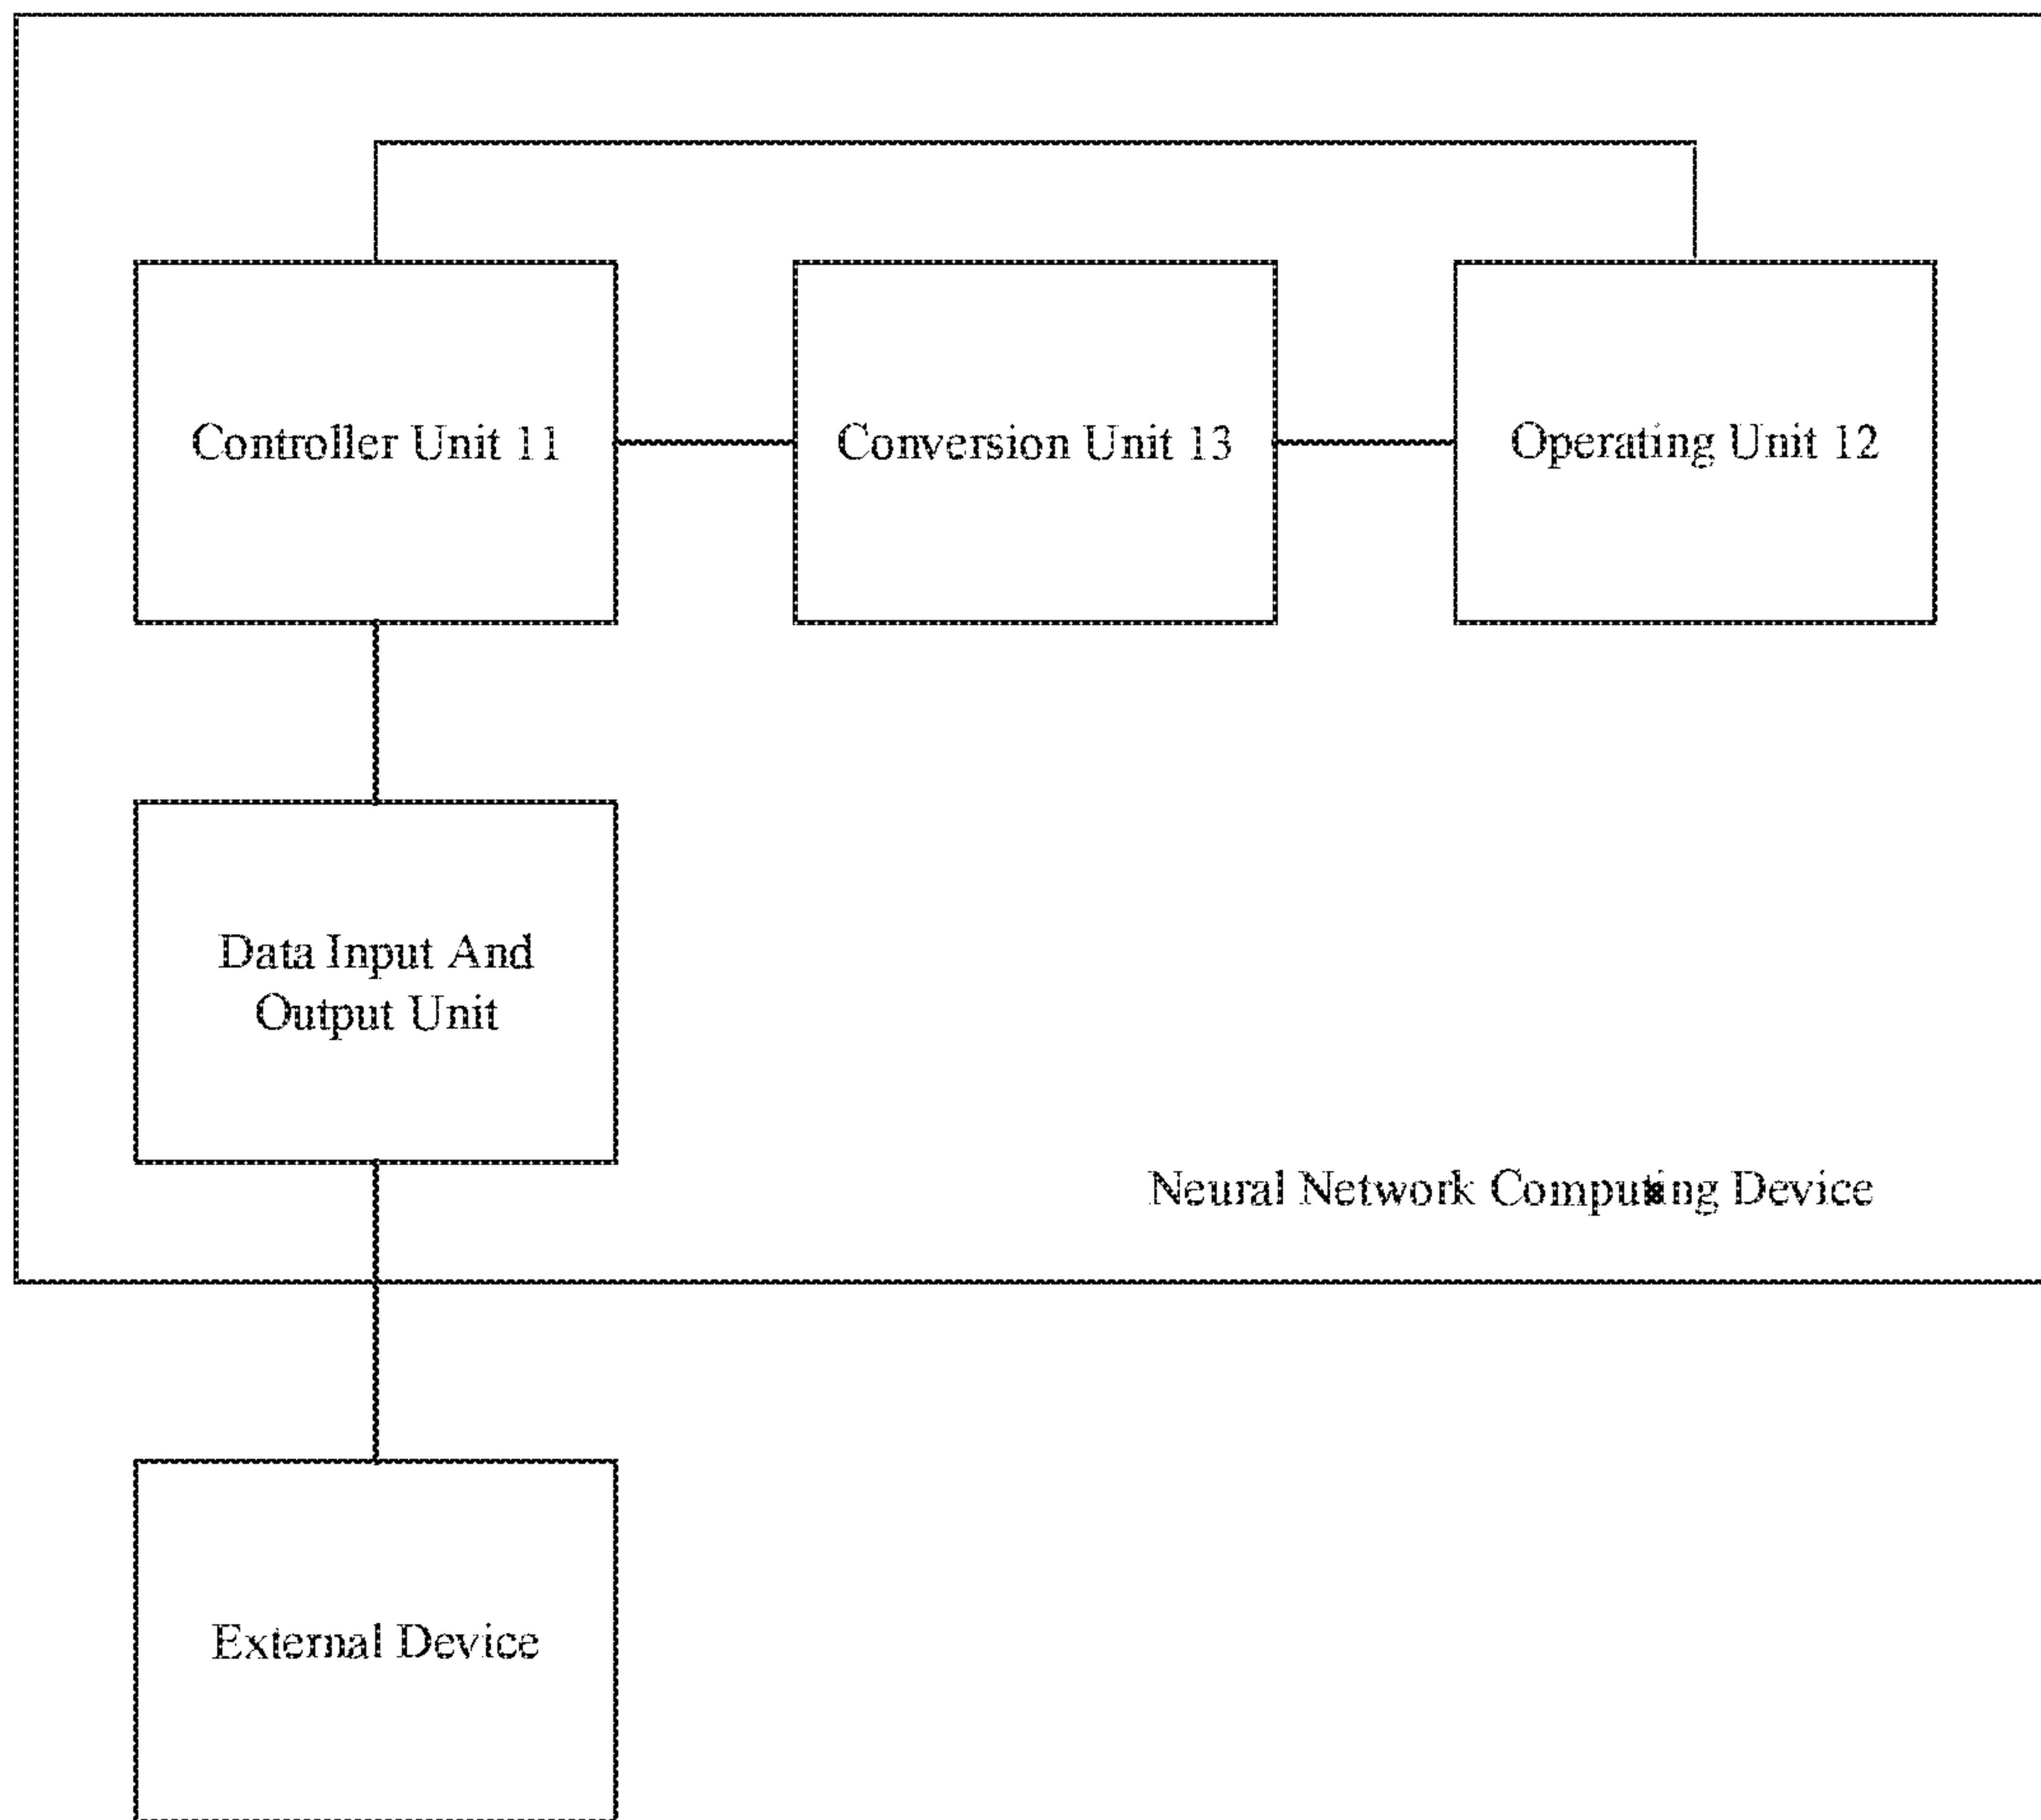 Controller Unit 11
Conversion Unit 13
Operating Unit 12
Data Input And
Output Unit
Neural Network Computing Device
External Device